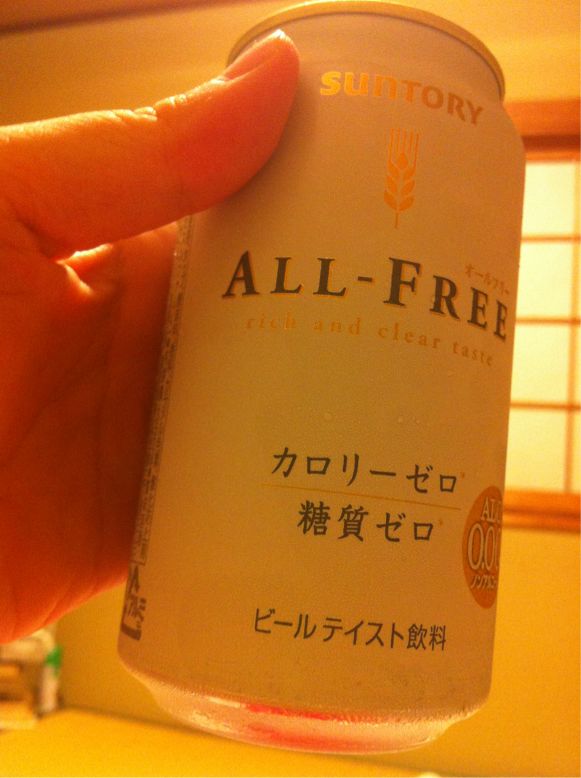 SUNTORY
オールフリー
ALL-FREE
rich and clear taste
カロリーゼロ*
糖質ゼロ*
ALC.
ビールテイスト飲料